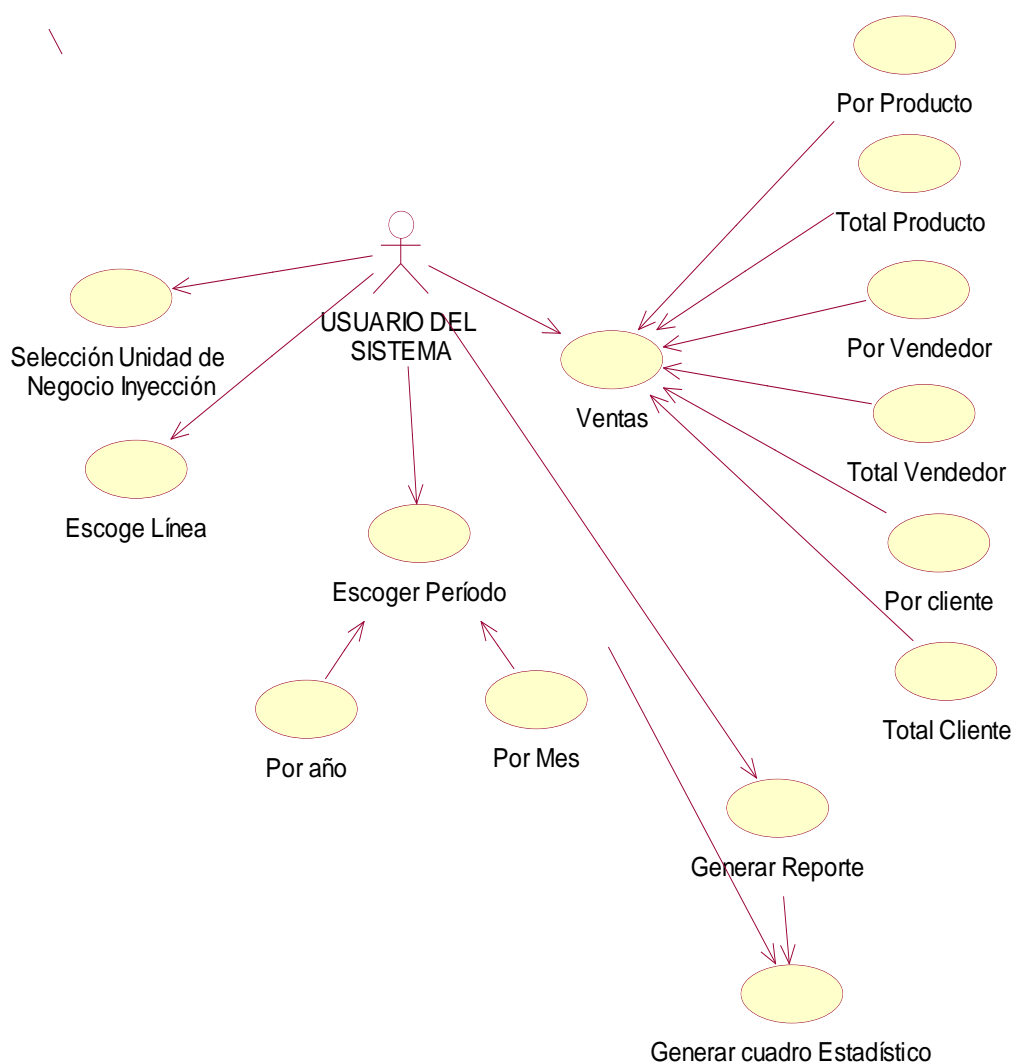 Por Producto
Total Producto
USUARIO DEL
SISTEMA
Selección Unidad de
Negocio Inyección
Por Vendedor
Ventas
Total Vendedor
Escoge Línea
Escoger Período
Por cliente
Total Cliente
Por año
Por Mes
Generar Reporte
Generar cuadro Estadístico